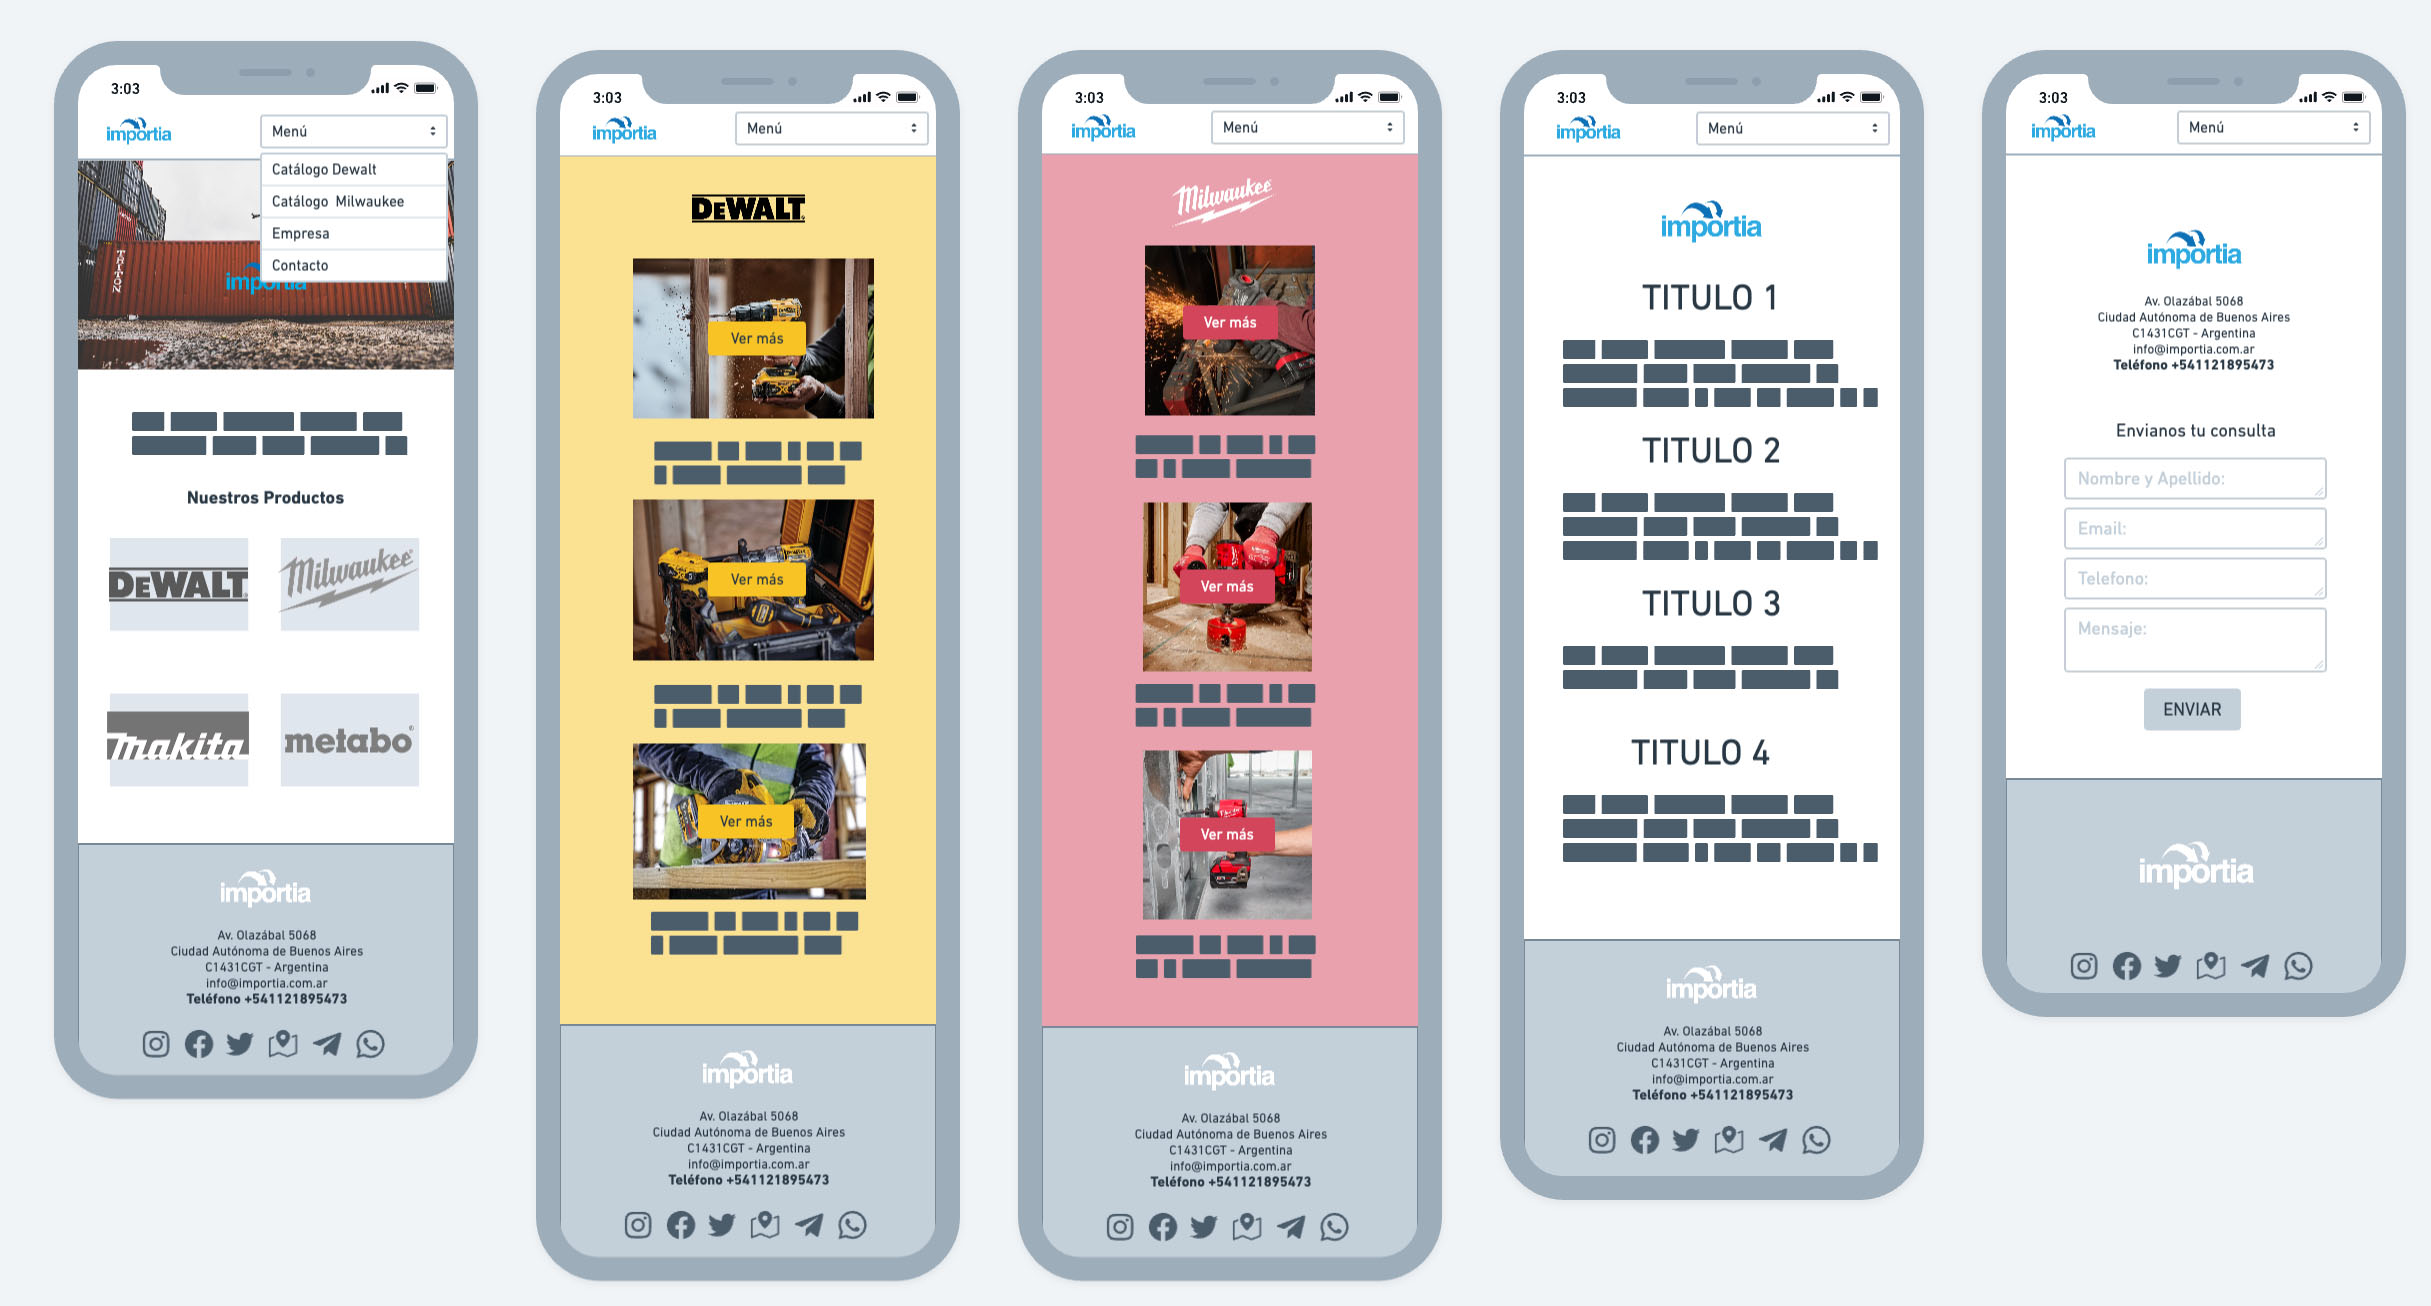 3:03
importia
Menú
Catálogo Dewalt
Catálogo Milwaukee
Empresa
Contacto
TRITON
importia
Nuestros Productos
DEWALT
Milwaukee
makita
metabo
importia
Av. Olazábal 5068
Ciudad Autónoma de Buenos Aires
C1431CGT - Argentina
info@importia.com.ar
Teléfono +541121895473
3:03
importia
Menú
DEWALT
Ver más
Ver más
DEWALT
Ver más
importia
Av. Olazábal 5068
Ciudad Autónoma de Buenos Aires
C1431CGT - Argentina
info@importia.com.ar
Teléfono +541121895473
3:03
importia
Menú
Milwaukee
Ver más
Ver más
Ver más
importia
Av. Olazábal 5068
Ciudad Autónoma de Buenos Aires
C1431CGT - Argentina
info@importia.com.ar
Teléfono +541121895473
3:03
importia
Menú
importia
TITULO 1
TITULO 2
TITULO 3
TITULO 4
importia
Av. Olazábal 5068
Ciudad Autónoma de Buenos Aires
C1431CGT - Argentina
info@importia.com.ar
Teléfono +541121895473
3:03
importia
Menú
importia
Av. Olazábal 5068
Ciudad Autónoma de Buenos Aires
C1431CGT - Argentina
info@importia.com.ar
Teléfono +541121895473
Envianos tu consulta
Nombre y Apellido:
Email:
Telefono:
Mensaje:
ENVIAR
importia